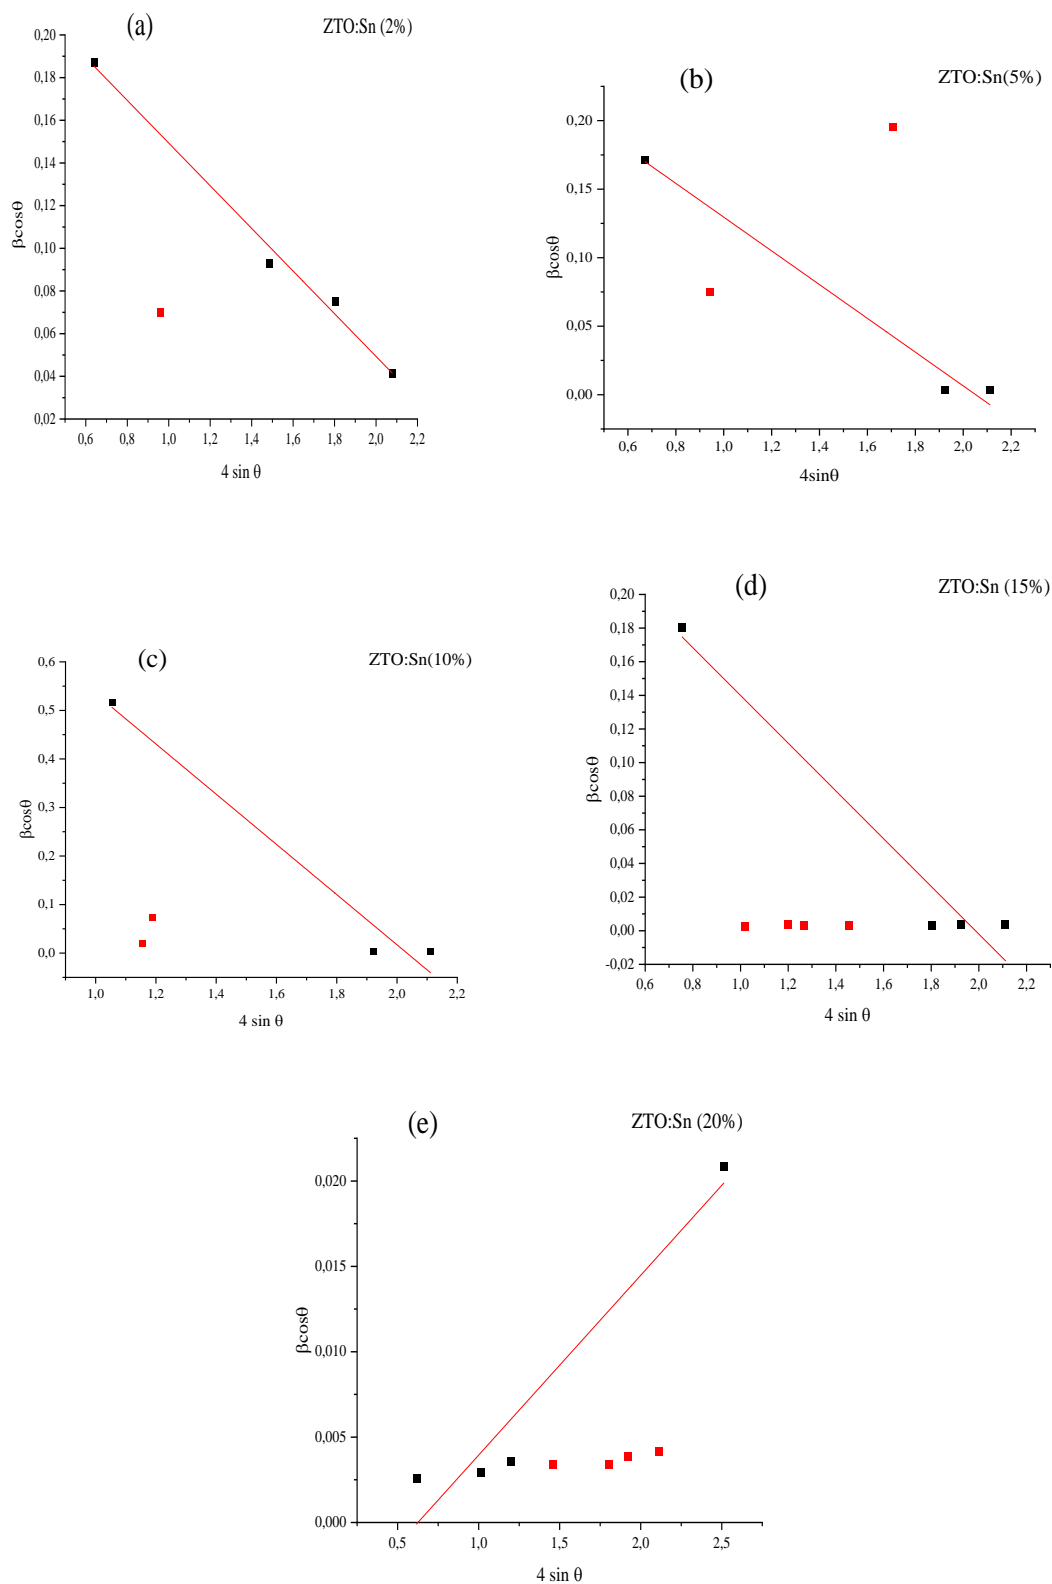 (a)
ZTO:Sn (2%)
0,20
0,18
0,16
0,14
0,12
0,10
0,08
0,06
0,04
0,02
βcosθ
0,6 0,8 1,0 1,2 1,4 1,6 1,8 2,0 2,2
4 sin θ
(b)
ZTO:Sn(5%)
0,20
0,15
0,10
0,05
0,00
βcosθ
0,6 0,8 1,0 1,2 1,4 1,6 1,8 2,0 2,2
4sinθ
(c)
ZTO:Sn(10%)
0,6
0,5
0,4
0,3
0,2
0,1
0,0
βcosθ
1,0 1,2 1,4 1,6 1,8 2,0 2,2
4 sin θ
(d)
ZTO:Sn (15%)
0,20
0,18
0,16
0,14
0,12
0,10
0,08
0,06
0,04
0,02
0,00
-0,02
βcosθ
0,6 0,8 1,0 1,2 1,4 1,6 1,8 2,0 2,2
4 sin θ
(e)
ZTO:Sn (20%)
0,020
0,015
0,010
0,005
0,000
βcosθ
0,5 1,0 1,5 2,0 2,5
4 sin θ